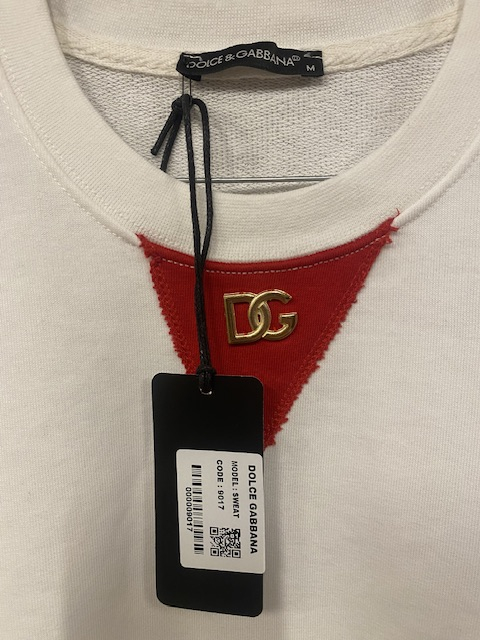 DOLCE & GABBANA
M
DG
DOLCE GABBANA
MODEL : SWEAT
CODE : 9017
000009017